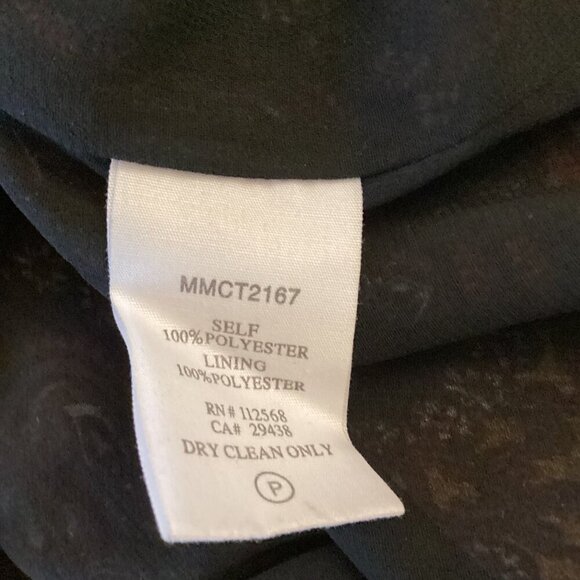 MMCT2167
SELF
100%POLYESTER
LINING
100%POLYESTER
RN# 112568
CA# 29438
DRY CLEAN ONLY
P